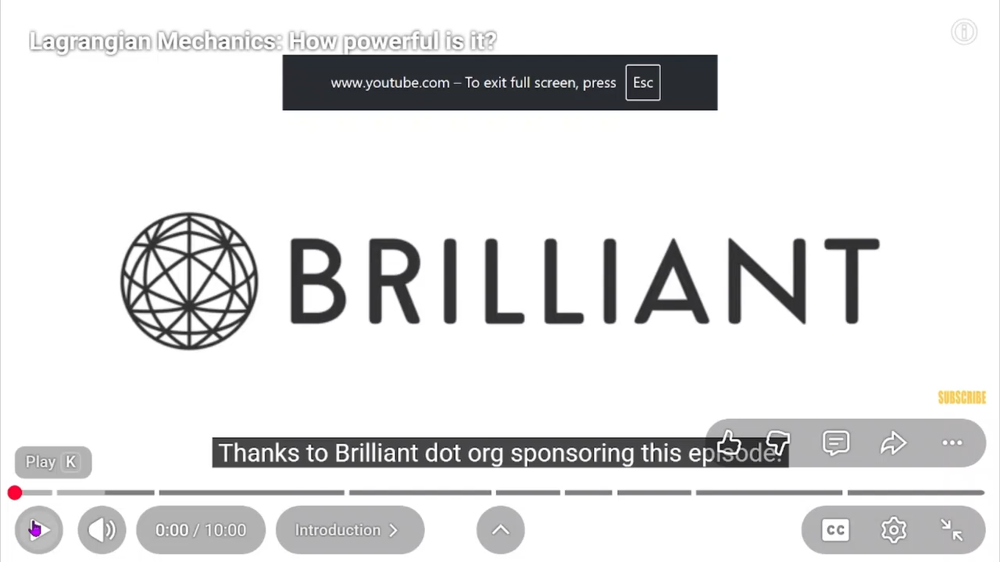 Lagrangian Mechanics: How powerful is it?
www.youtube.com – To exit full screen, press Esc
BRILLIANT
SUBSCRIBE
Thanks to Brilliant dot org sponsoring this episode.
Play K
0:00 / 10:00
Introduction
CC